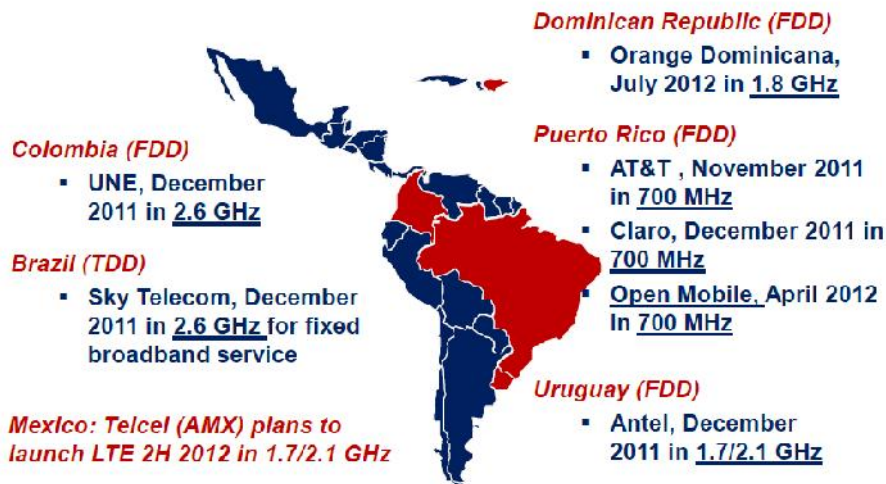 Dominican Republic (FDD)
▪ Orange Dominicana,
July 2012 in 1.8 GHz
Colombia (FDD)
▪ UNE, December
2011 in 2.6 GHz
Brazil (TDD)
▪ Sky Telecom, December
2011 in 2.6 GHz for fixed
broadband service
Mexico: Telcel (AMX) plans to
launch LTE 2H 2012 in 1.7/2.1 GHz
Puerto Rico (FDD)
▪ AT&T , November 2011
in 700 MHz
▪ Claro, December 2011 in
700 MHz
▪ Open Mobile, April 2012
in 700 MHz
Uruguay (FDD)
▪ Antel, December
2011 in 1.7/2.1 GHz